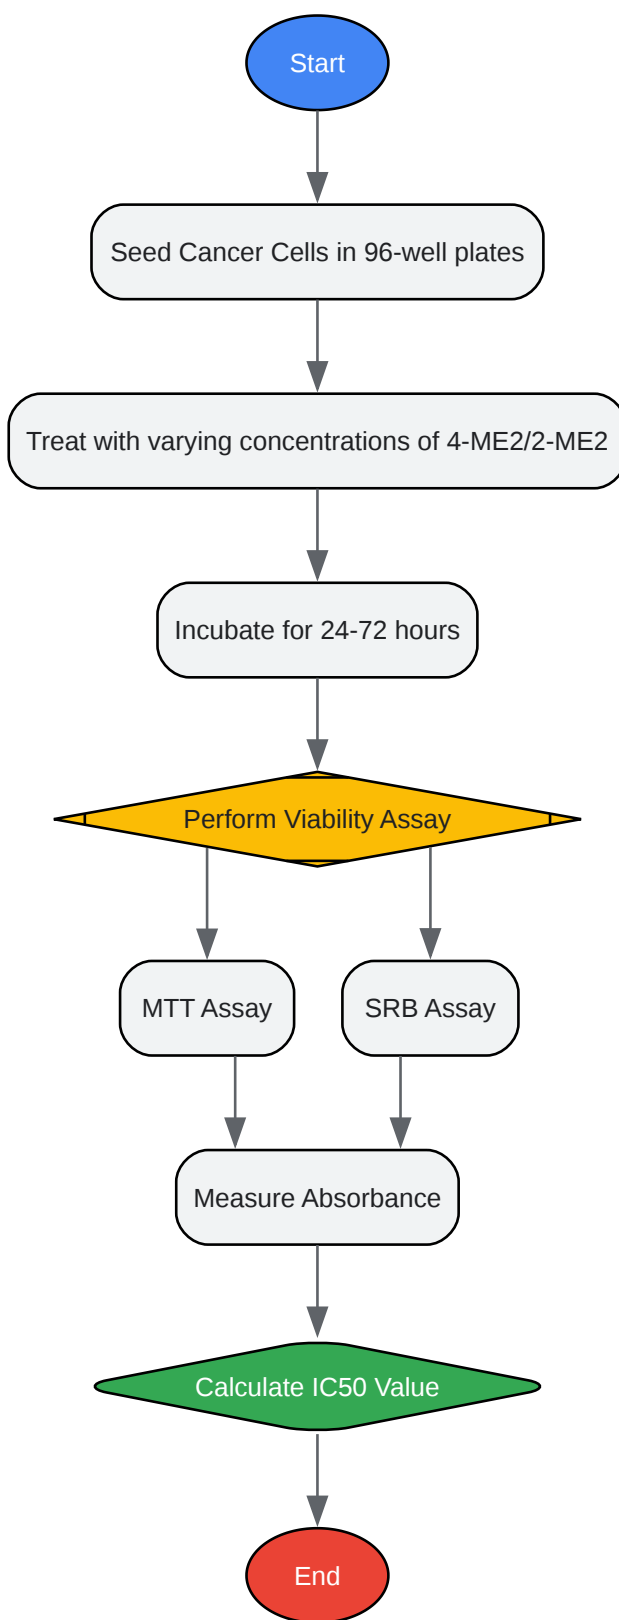 Start
Seed Cancer Cells in 96-well plates
Treat with varying concentrations of 4-ME2/2-ME2
Incubate for 24-72 hours
Perform Viability Assay
MTT Assay
SRB Assay
Measure Absorbance
Calculate IC50 Value
End